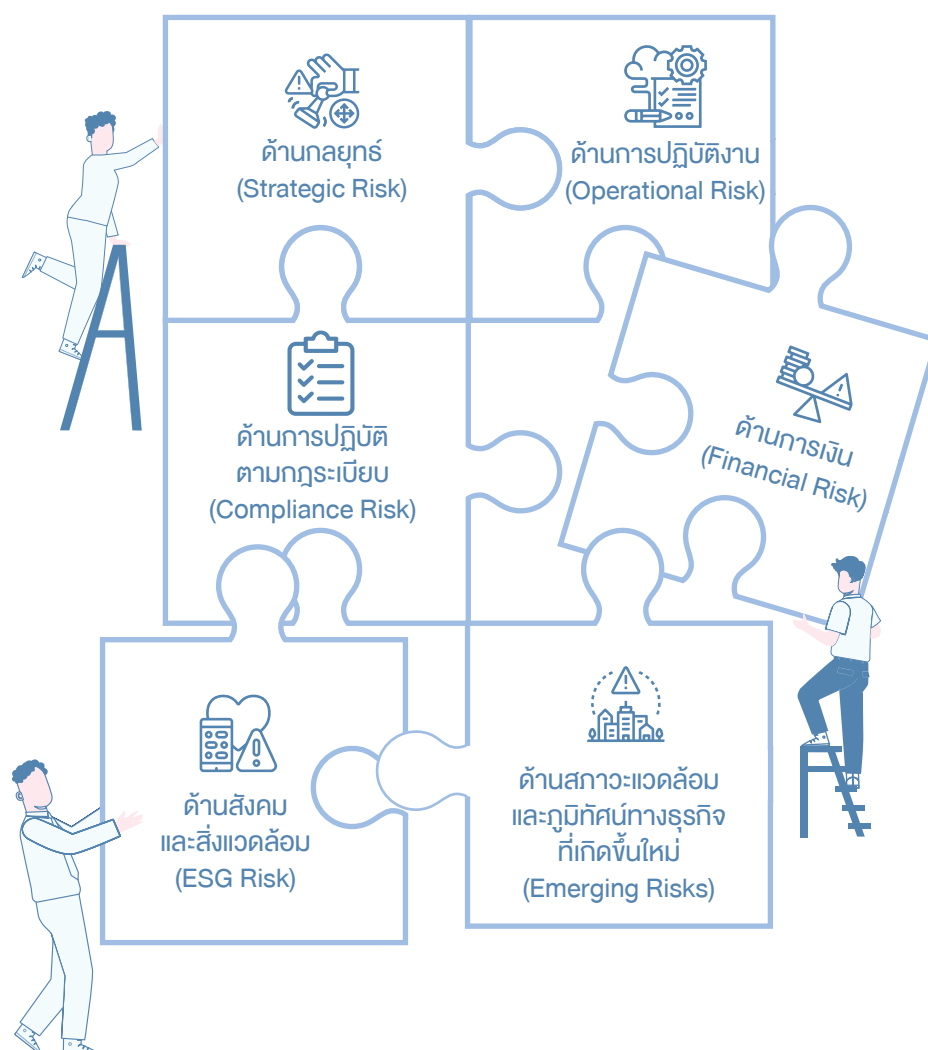 ด้านกลยุทธ์
(Strategic Risk)
ด้านการปฏิบัติงาน
(Operational Risk)
ด้านการปฏิบัติ
ตามกฎระเบียบ
(Compliance Risk)
ด้านการเงิน
(Financial Risk)
ด้านสังคม
และสิ่งแวดล้อม
(ESG Risk)
ด้านสภาวะแวดล้อม
และภูมิทัศน์ทางธุรกิจ
ที่เกิดขึ้นใหม่
(Emerging Risks)